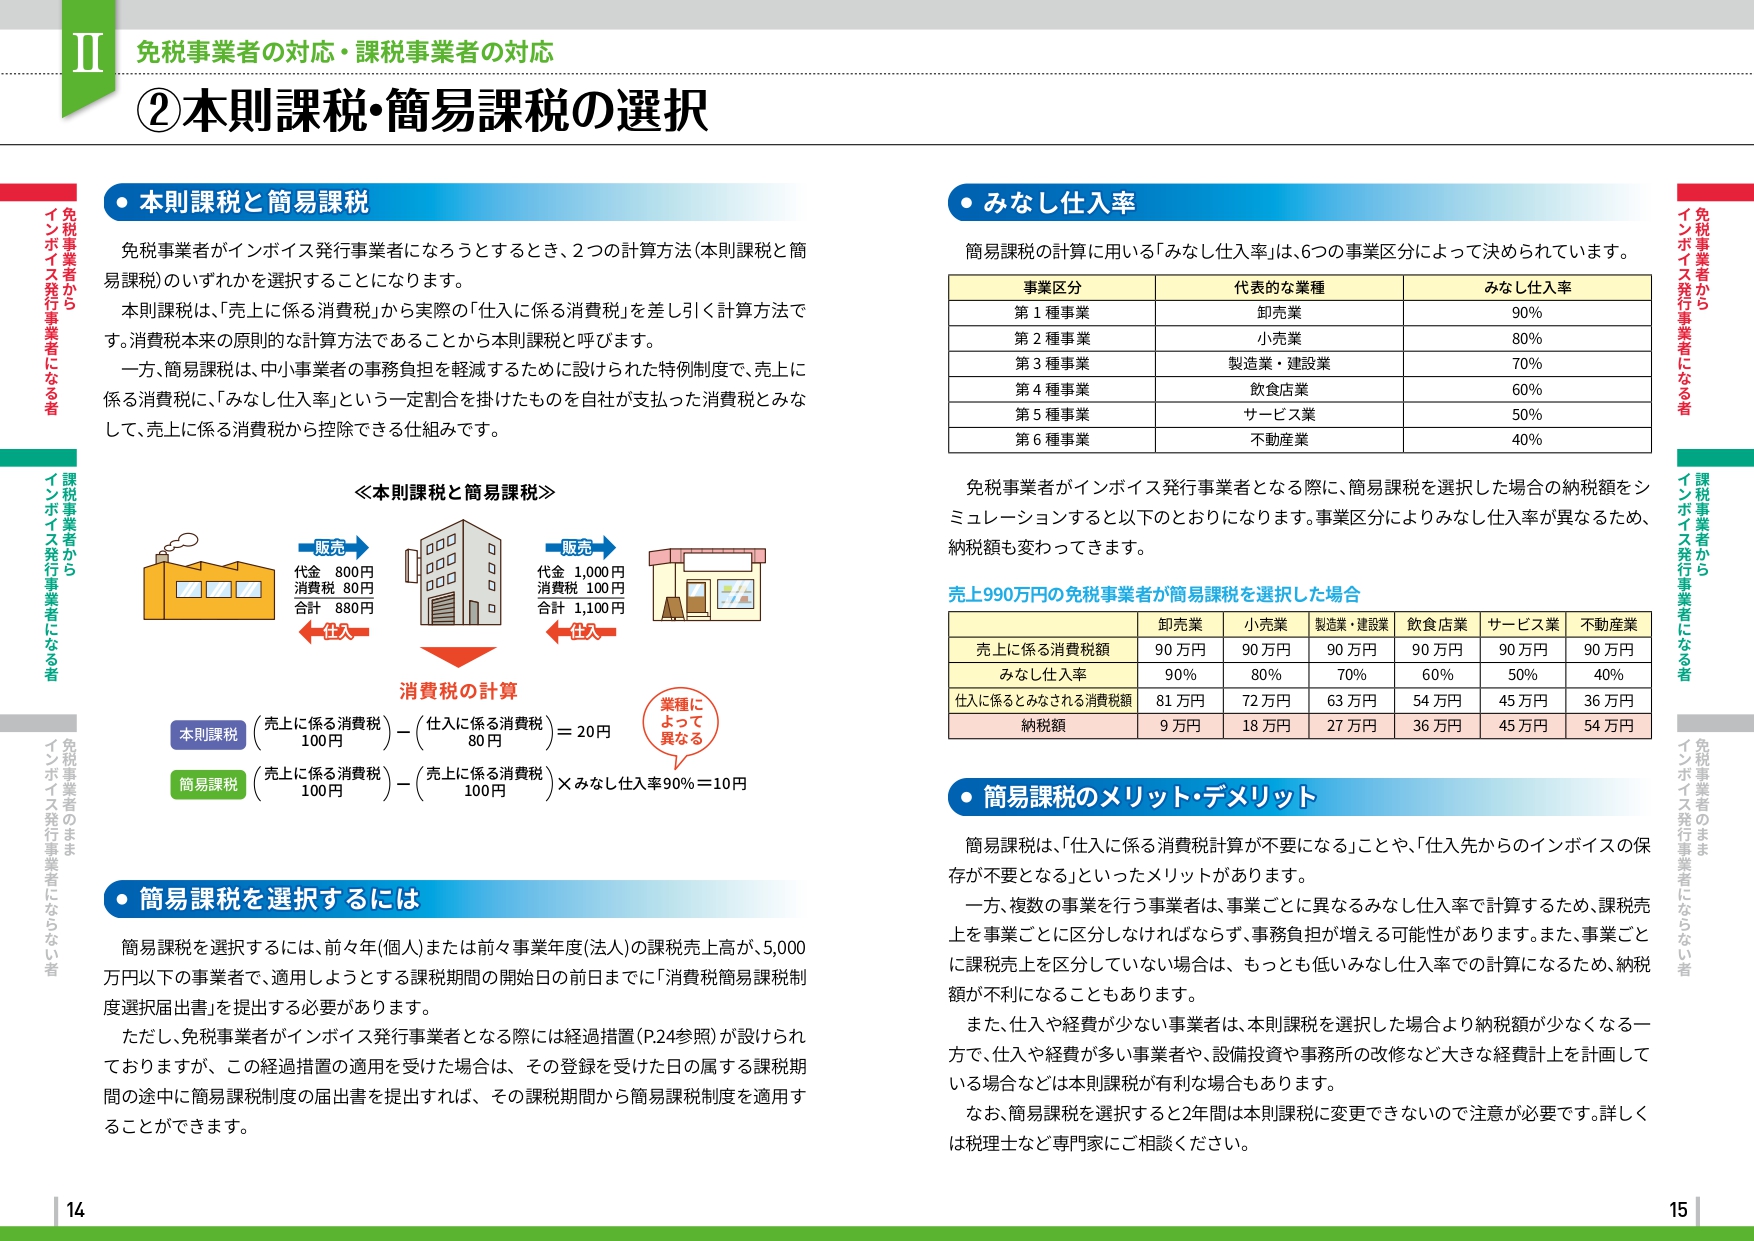 Ⅱ
免税事業者の対応・課税事業者の対応
②本則課税・簡易課税の選択
免税事業者から
インボイス発行事業者になる者
課税事業者から
インボイス発行事業者になる者
免税事業者のまま
インボイス発行事業者にならない者
● 本則課税と簡易課税
免税事業者がインボイス発行事業者になろうとするとき、2つの計算方法（本則課税と簡
易課税）のいずれかを選択することになります。
本則課税は、「売上に係る消費税」から実際の「仕入に係る消費税」を差し引く計算方法で
す。消費税本来の原則的な計算方法であることから本則課税と呼びます。
一方、簡易課税は、中小事業者の事務負担を軽減するために設けられた特例制度で、売上に
係る消費税に、「みなし仕入率」という一定割合を掛けたものを自社が支払った消費税とみな
して、売上に係る消費税から控除できる仕組みです。
≪本則課税と簡易課税≫
販売
代金 800円
消費税 80円
合計 880円
仕入
販売
代金 1,000円
消費税 100円
合計 1,100円
仕入
消費税の計算
業種に
よって
異なる
本則課税 （売上に係る消費税 100円）－（仕入に係る消費税 80円）＝20円
簡易課税 （売上に係る消費税 100円）－（売上に係る消費税 100円）×みなし仕入率90%＝10円
● 簡易課税を選択するには
簡易課税を選択するには、前々年(個人)または前々事業年度(法人)の課税売上高が、5,000
万円以下の事業者で、適用しようとする課税期間の開始日の前日までに「消費税簡易課税制
度選択届出書」を提出する必要があります。
ただし、免税事業者がインボイス発行事業者となる際には経過措置（P.24参照）が設けられ
ておりますが、この経過措置の適用を受けた場合は、その登録を受けた日の属する課税期
間の途中に簡易課税制度の届出書を提出すれば、その課税期間から簡易課税制度を適用す
ることができます。
14
● みなし仕入率
簡易課税の計算に用いる「みなし仕入率」は、6つの事業区分によって決められています。
事業区分 代表的な業種 みなし仕入率
第1種事業 卸売業 90%
第2種事業 小売業 80%
第3種事業 製造業・建設業 70%
第4種事業 飲食店業 60%
第5種事業 サービス業 50%
第6種事業 不動産業 40%
免税事業者がインボイス発行事業者となる際に、簡易課税を選択した場合の納税額をシ
ミュレーションすると以下のとおりになります。事業区分によりみなし仕入率が異なるため、
納税額も変わってきます。
売上990万円の免税事業者が簡易課税を選択した場合
卸売業 小売業 製造業・建設業 飲食店業 サービス業 不動産業
売上に係る消費税額 90万円 90万円 90万円 90万円 90万円 90万円
みなし仕入率 90% 80% 70% 60% 50% 40%
仕入に係るとみなされる消費税額 81万円 72万円 63万円 54万円 45万円 36万円
納税額 9万円 18万円 27万円 36万円 45万円 54万円
● 簡易課税のメリット・デメリット
簡易課税は、「仕入に係る消費税計算が不要になる」ことや、「仕入先からのインボイスの保
存が不要となる」といったメリットがあります。
一方、複数の事業を行う事業者は、事業ごとに異なるみなし仕入率で計算するため、課税売
上を事業ごとに区分しなければならず、事務負担が増える可能性があります。また、事業ごと
に課税売上を区分していない場合は、もっとも低いみなし仕入率での計算になるため、納税
額が不利になることもあります。
また、仕入や経費が少ない事業者は、本則課税を選択した場合より納税額が少なくなる一
方で、仕入や経費が多い事業者や、設備投資や事務所の改修など大きな経費計上を計画して
いる場合などは本則課税が有利な場合もあります。
なお、簡易課税を選択すると2年間は本則課税に変更できないので注意が必要です。詳しく
は税理士など専門家にご相談ください。
免税事業者から
インボイス発行事業者になる者
課税事業者から
インボイス発行事業者になる者
免税事業者のまま
インボイス発行事業者にならない者
15